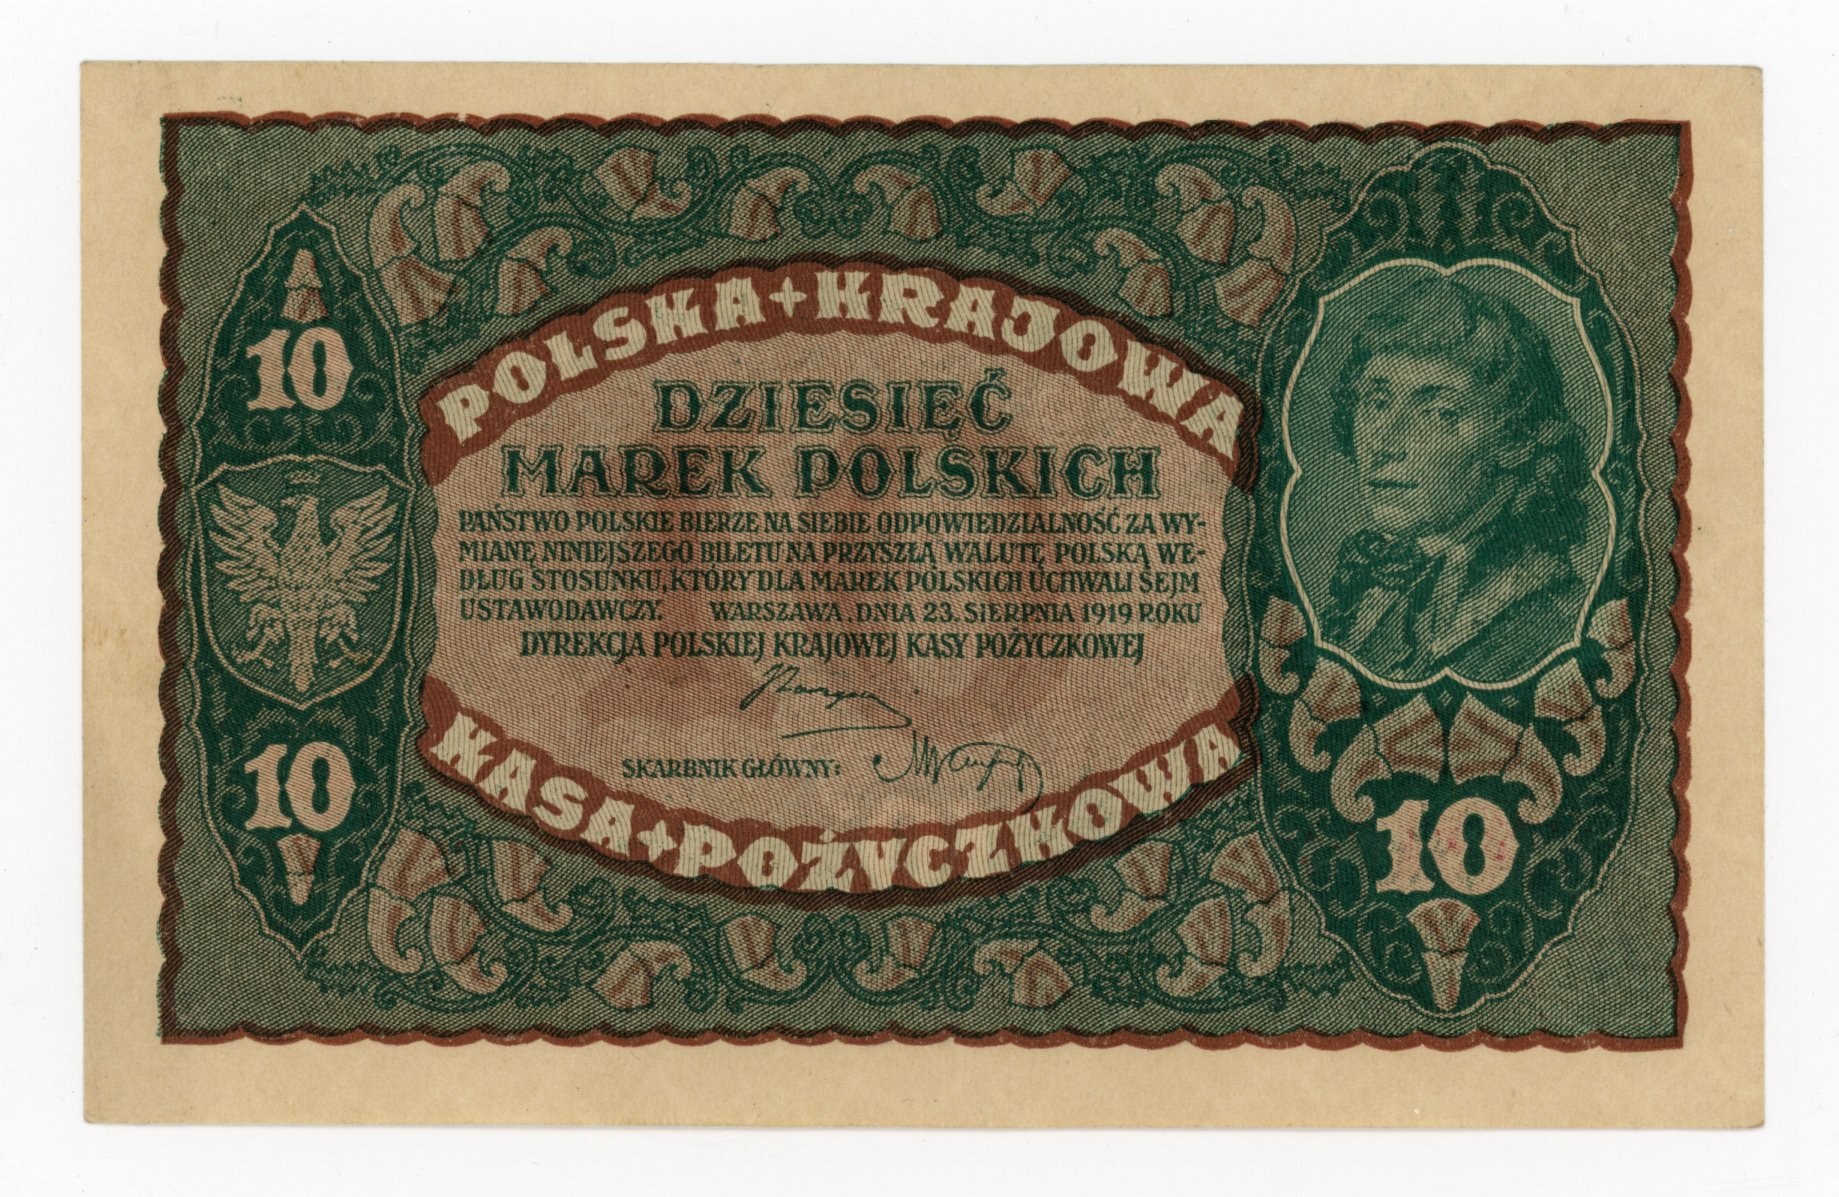 POLSKA + KRAJOWA
DZIESIĘĆ
MAREK POLSKICH
PAŃSTWO POLSKIE BIERZE NA SIEBIE ODPOWIEDZIALNOŚĆ ZA WY-
MIANĘ NINIEJSZEGO BILETU NA PRZYSZŁĄ WALUTĘ POLSKĄ WE-
DŁUG STOSUNKU, KTÓRY DLA MAREK POLSKICH UCHWALI SEJM
USTAWODAWCZY. WARSZAWA, DNIA 23. SIERPNIA 1919 ROKU
DYREKCJA POLSKIEJ KRAJOWEJ KASY POŻYCZKOWEJ
SKARBNIK GŁÓWNY:
KASA + POŻYCZKOWA
10
10
10